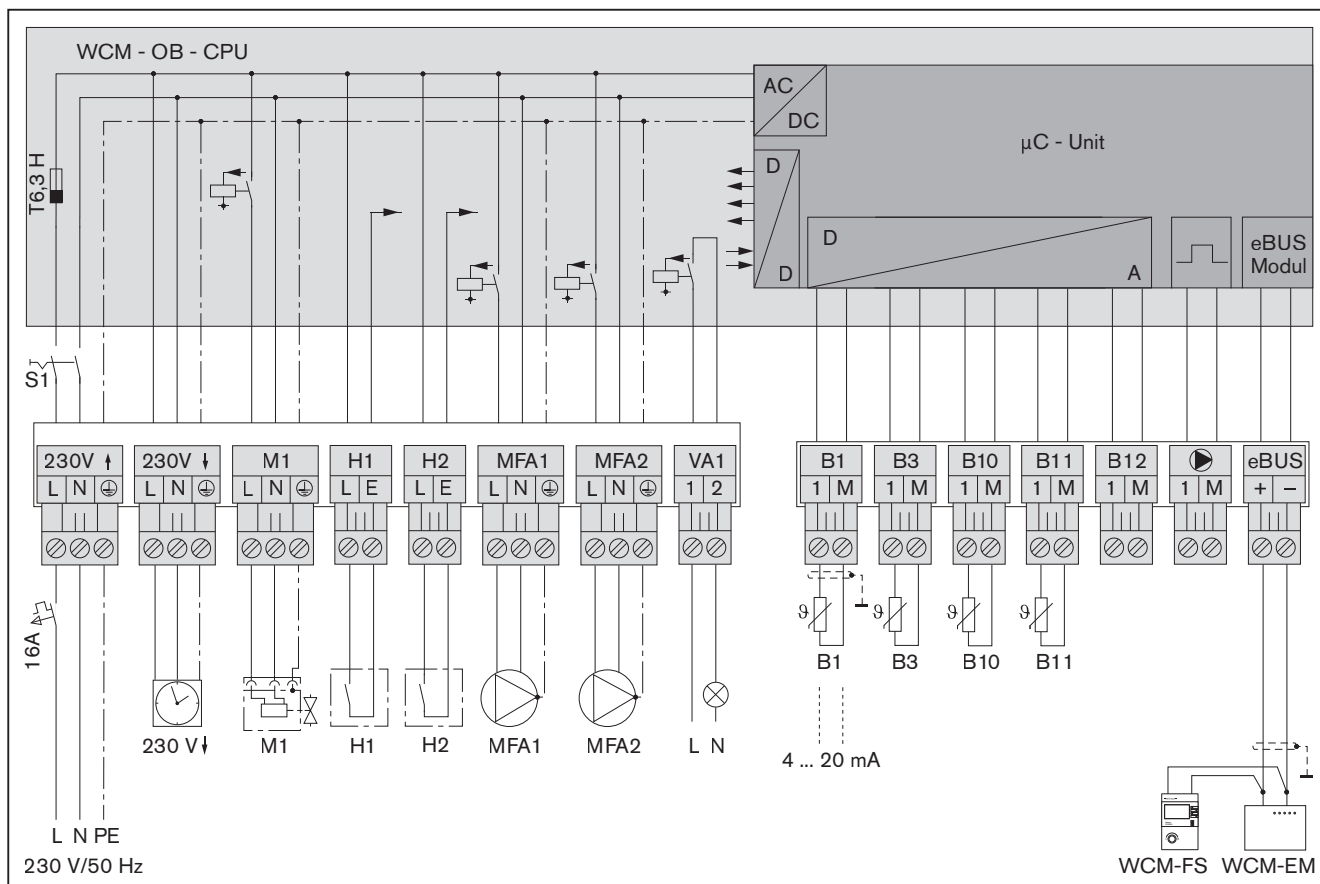 WCM - OB - CPU
AC
DC
µC - Unit
T6,3 H
D
D
D
A
eBUS
Modul
S1
230V 230V M1 H1 H2 MFA1 MFA2 VA1
L N L N L N L E L E L N L N 1 2
B1 B3 B10 B11 B12 eBUS
1 M 1 M 1 M 1 M 1 M 1 M + −
16A
ϑ ϑ ϑ ϑ
B1 B3 B10 B11
230 V M1 H1 H2 MFA1 MFA2 L N
4 ... 20 mA
L N PE
230 V/50 Hz
WCM-FS WCM-EM